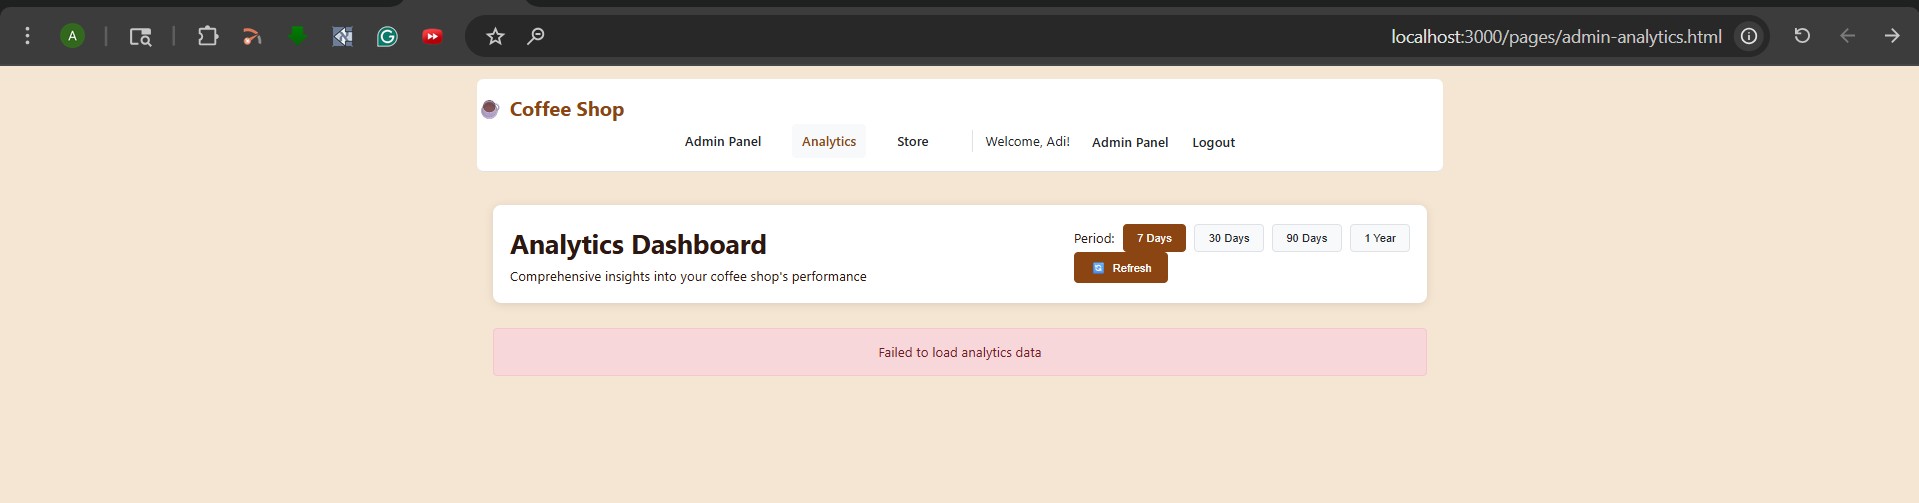 A
localhost:3000/pages/admin-analytics.html
Coffee Shop
Admin Panel Analytics Store Welcome, Adi! Admin Panel Logout
Analytics Dashboard
Comprehensive insights into your coffee shop's performance
Period: 7 Days 30 Days 90 Days 1 Year
Refresh
Failed to load analytics data